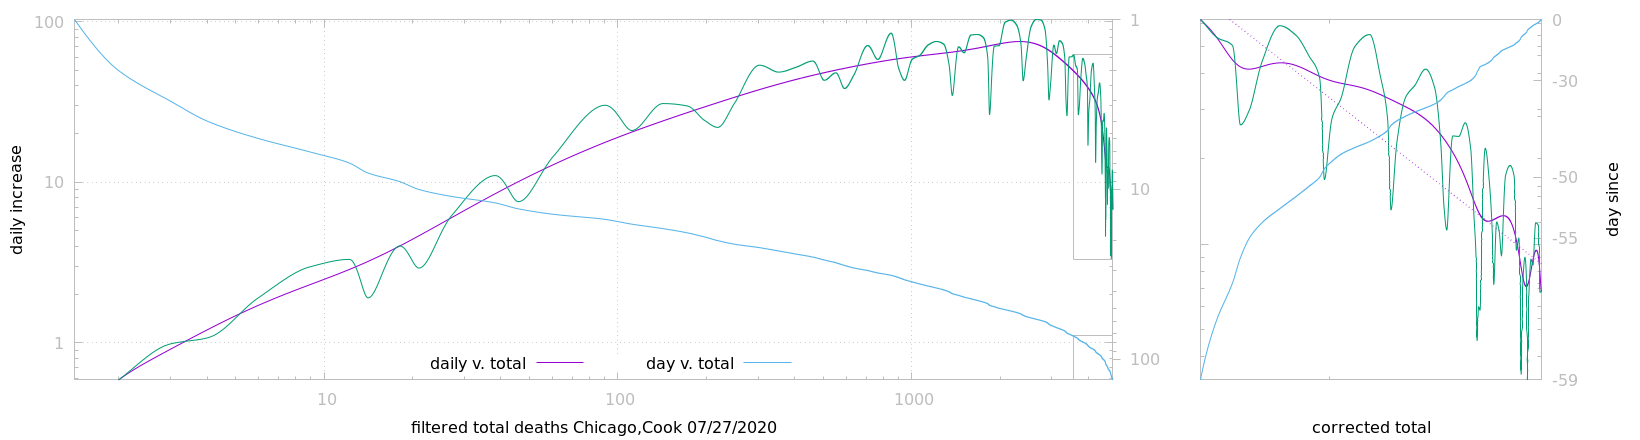 100
10
1
daily increase
10
100
1000
filtered total deaths Chicago,Cook 07/27/2020
daily v. total
day v. total
1
10
100
0
-30
-50
-55
-59
day since
corrected total